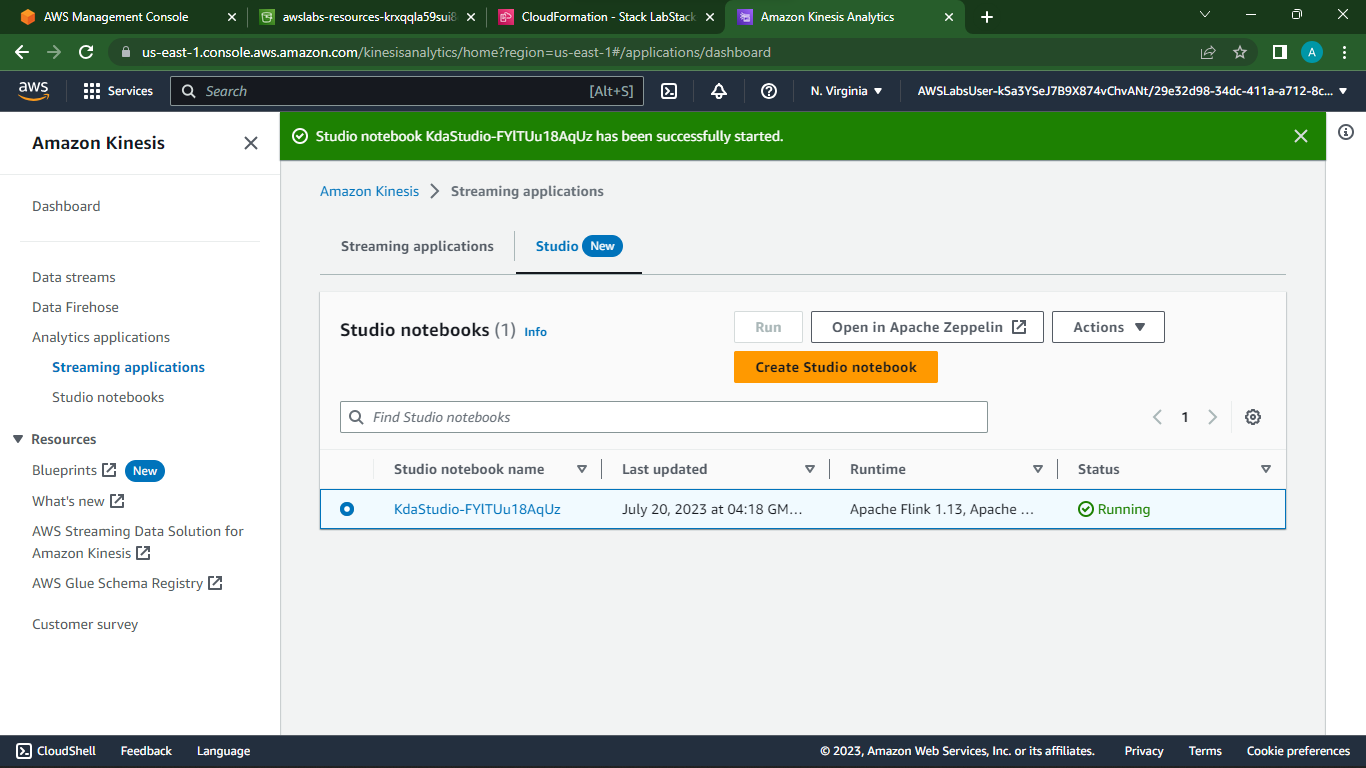 AWS Management Console
awslabs-resources-krxqqla59sui8
CloudFormation - Stack LabStack
Amazon Kinesis Analytics
us-east-1.console.aws.amazon.com/kinesisanalytics/home?region=us-east-1#/applications/dashboard
A
aws
Services
Search
[Alt+S]
N. Virginia
AWSLabsUser-kSa3YSeJ7B9X874vChvANt/29e32d98-34dc-411a-a712-8c...
Amazon Kinesis
Dashboard
Data streams
Data Firehose
Analytics applications
Streaming applications
Studio notebooks
Resources
Blueprints New
What's new
AWS Streaming Data Solution for
Amazon Kinesis
AWS Glue Schema Registry
Customer survey
Studio notebook KdaStudio-FYlTUu18AqUz has been successfully started.
Amazon Kinesis
Streaming applications
Streaming applications
Studio New
Studio notebooks (1) Info
Run
Open in Apache Zeppelin
Actions
Create Studio notebook
Find Studio notebooks
1
Studio notebook name
Last updated
Runtime
Status
KdaStudio-FYlTUu18AqUz
July 20, 2023 at 04:18 GM...
Apache Flink 1.13, Apache ...
Running
CloudShell
Feedback
Language
© 2023, Amazon Web Services, Inc. or its affiliates.
Privacy
Terms
Cookie preferences